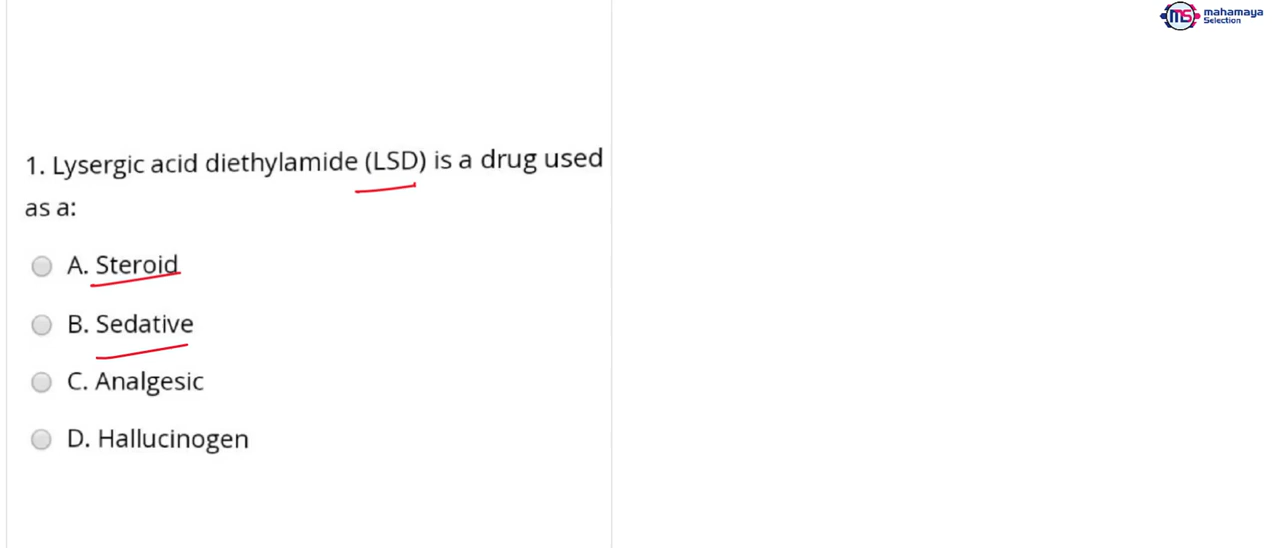 ms mahamaya
Selection
1. Lysergic acid diethylamide (LSD) is a drug used
as a:
A. Steroid
B. Sedative
C. Analgesic
D. Hallucinogen